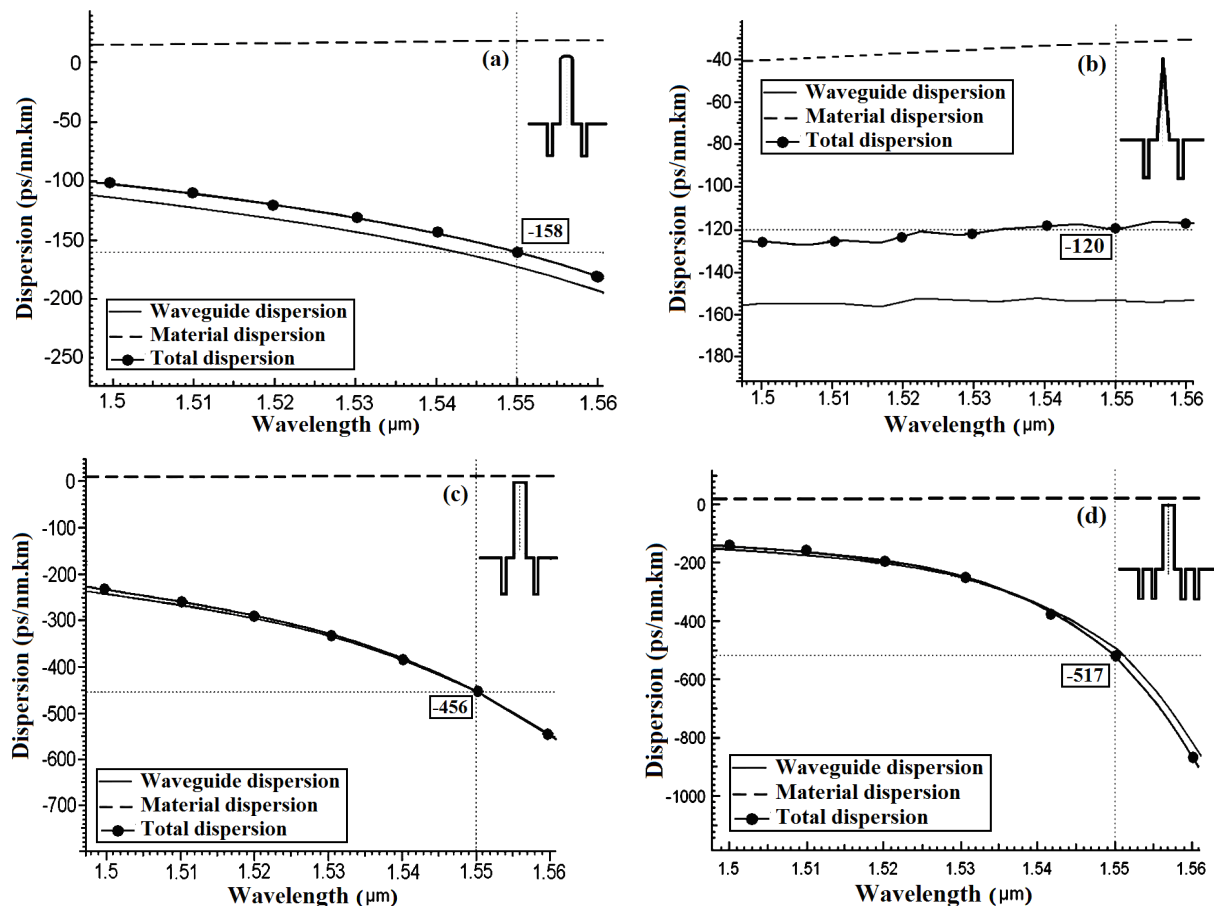 (a)
0
-50
-100
-150
-200
-250
Dispersion (ps/nm.km)
-158
Waveguide dispersion
Material dispersion
Total dispersion
1.5 1.51 1.52 1.53 1.54 1.55 1.56
Wavelength (μm)
(b)
-40
-60
-80
-100
-120
-140
-160
-180
Dispersion (ps/nm.km)
Waveguide dispersion
Material dispersion
Total dispersion
-120
1.5 1.51 1.52 1.53 1.54 1.55 1.56
Wavelength (μm)
(c)
0
-100
-200
-300
-400
-500
-600
-700
Dispersion (ps/nm.km)
-456
Waveguide dispersion
Material dispersion
Total dispersion
1.5 1.51 1.52 1.53 1.54 1.55 1.56
Wavelength (μm)
(d)
0
-200
-400
-600
-800
-1000
Dispersion (ps/nm.km)
-517
Waveguide dispersion
Material dispersion
Total dispersion
1.5 1.51 1.52 1.53 1.54 1.55 1.56
Wavelength (μm)